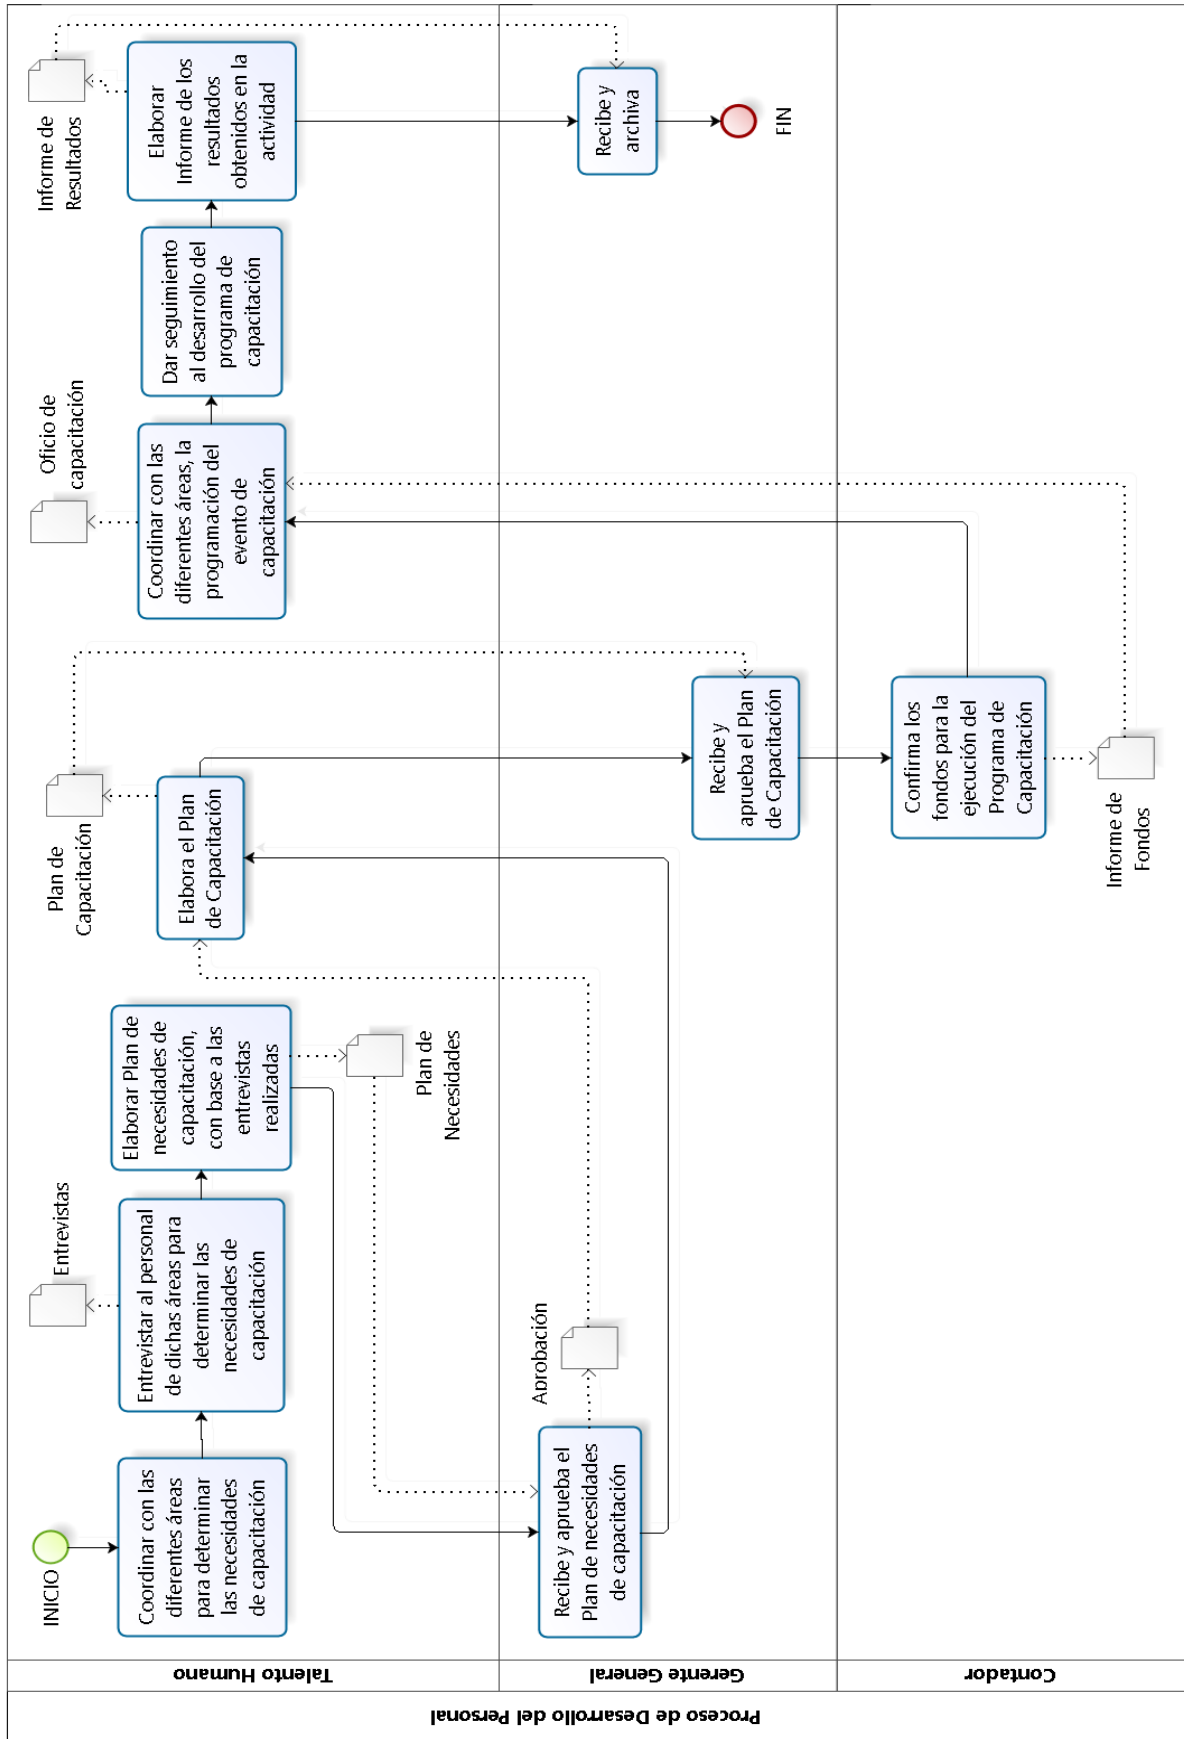 Proceso de Desarrollo del Personal
Talento Humano
INICIO
Coordinar con las
diferentes áreas
para determinar
las necesidades
de capacitación
Entrevistas
Entrevistar al personal
de dichas áreas para
determinar las
necesidades de
capacitación
Elaborar Plan de
necesidades de
capacitación,
con base a las
entrevistas
realizadas
Plan de
Necesidades
Plan de
Capacitación
Elabora el Plan
de Capacitación
Oficio de
capacitación
Coordinar con las
diferentes áreas, la
programación del
evento de
capacitación
Dar seguimiento
al desarrollo del
programa de
capacitación
Informe de
Resultados
Elaborar
Informe de los
resultados
obtenidos en la
actividad
Gerente General
Recibe y aprueba el
Plan de necesidades
de capacitación
Aprobación
Recibe y
aprueba el Plan
de Capacitación
Recibe y
archiva
FIN
Contador
Confirma los
fondos para la
ejecución del
Programa de
Capacitación
Informe de
Fondos